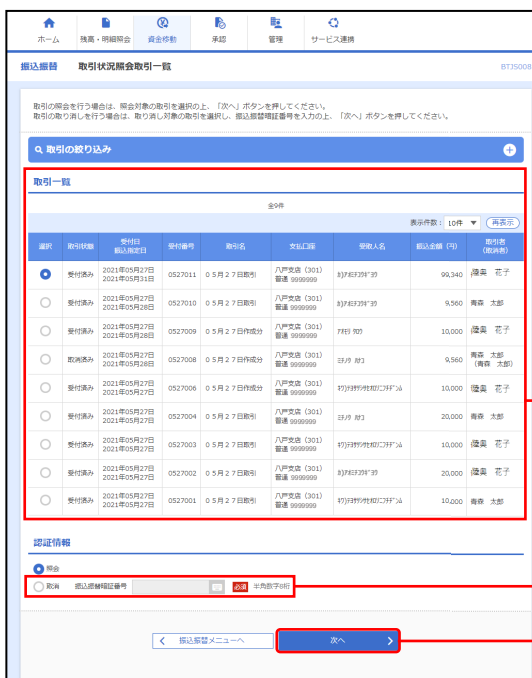 ホーム 残高・明細照会 資金移動 承認 管理 サービス連携
振込振替 取引状況照会取引一覧 BTJS008
取引の照会を行う場合は、照会対象の取引を選択の上、「次へ」ボタンを押してください。
取引の取り消しを行う場合は、取り消し対象の取引を選択し、振込振替暗証番号を入力の上、「次へ」ボタンを押してください。
取引の絞り込み
取引一覧
全9件
表示件数： 10件 ▼ 再表示
選択 取引状態 受付日 受付番号 取引名 支払口座 受取人名 振込金額（円） 取引者
振込指定日 （取消者）
受付済み 2021年05月27日 0527011 ０５月２７日取引 八戸支店（301） 99,340 陸奥 花子
2021年05月31日 普通 9999999
受付済み 2021年05月27日 0527010 ０５月２７日取引 八戸支店（301） 9,560 青森 太郎
2021年05月28日 普通 9999999
受付済み 2021年05月27日 0527009 ０５月２７日作成分 八戸支店（301） ｱｵﾓﾘ ﾀﾛｳ 10,000 陸奥 花子
2021年05月28日 普通 9999999
取消済み 2021年05月27日 0527008 ０５月２７日作成分 八戸支店（301） 9,560 青森 太郎
2021年05月28日 普通 9999999 （青森 太郎）
受付済み 2021年05月27日 0527006 ０５月２７日作成分 八戸支店（301） 10,000 陸奥 花子
2021年05月27日 普通 9999999
受付済み 2021年05月27日 0527004 ０５月２７日取引 八戸支店（301） 20,000 青森 太郎
2021年05月27日 普通 9999999
受付済み 2021年05月27日 0527003 ０５月２７日取引 八戸支店（301） 10,000 陸奥 花子
2021年05月27日 普通 9999999
受付済み 2021年05月27日 0527002 ０５月２７日取引 八戸支店（301） 20,000 陸奥 花子
2021年05月27日 普通 9999999
受付済み 2021年05月27日 0527001 ０５月２７日取引 八戸支店（301） 10,000 青森 太郎
2021年05月27日 普通 9999999
認証情報
照会
取消 振込振替暗証番号 必須 半角数字8桁
振込振替メニューへ 次へ